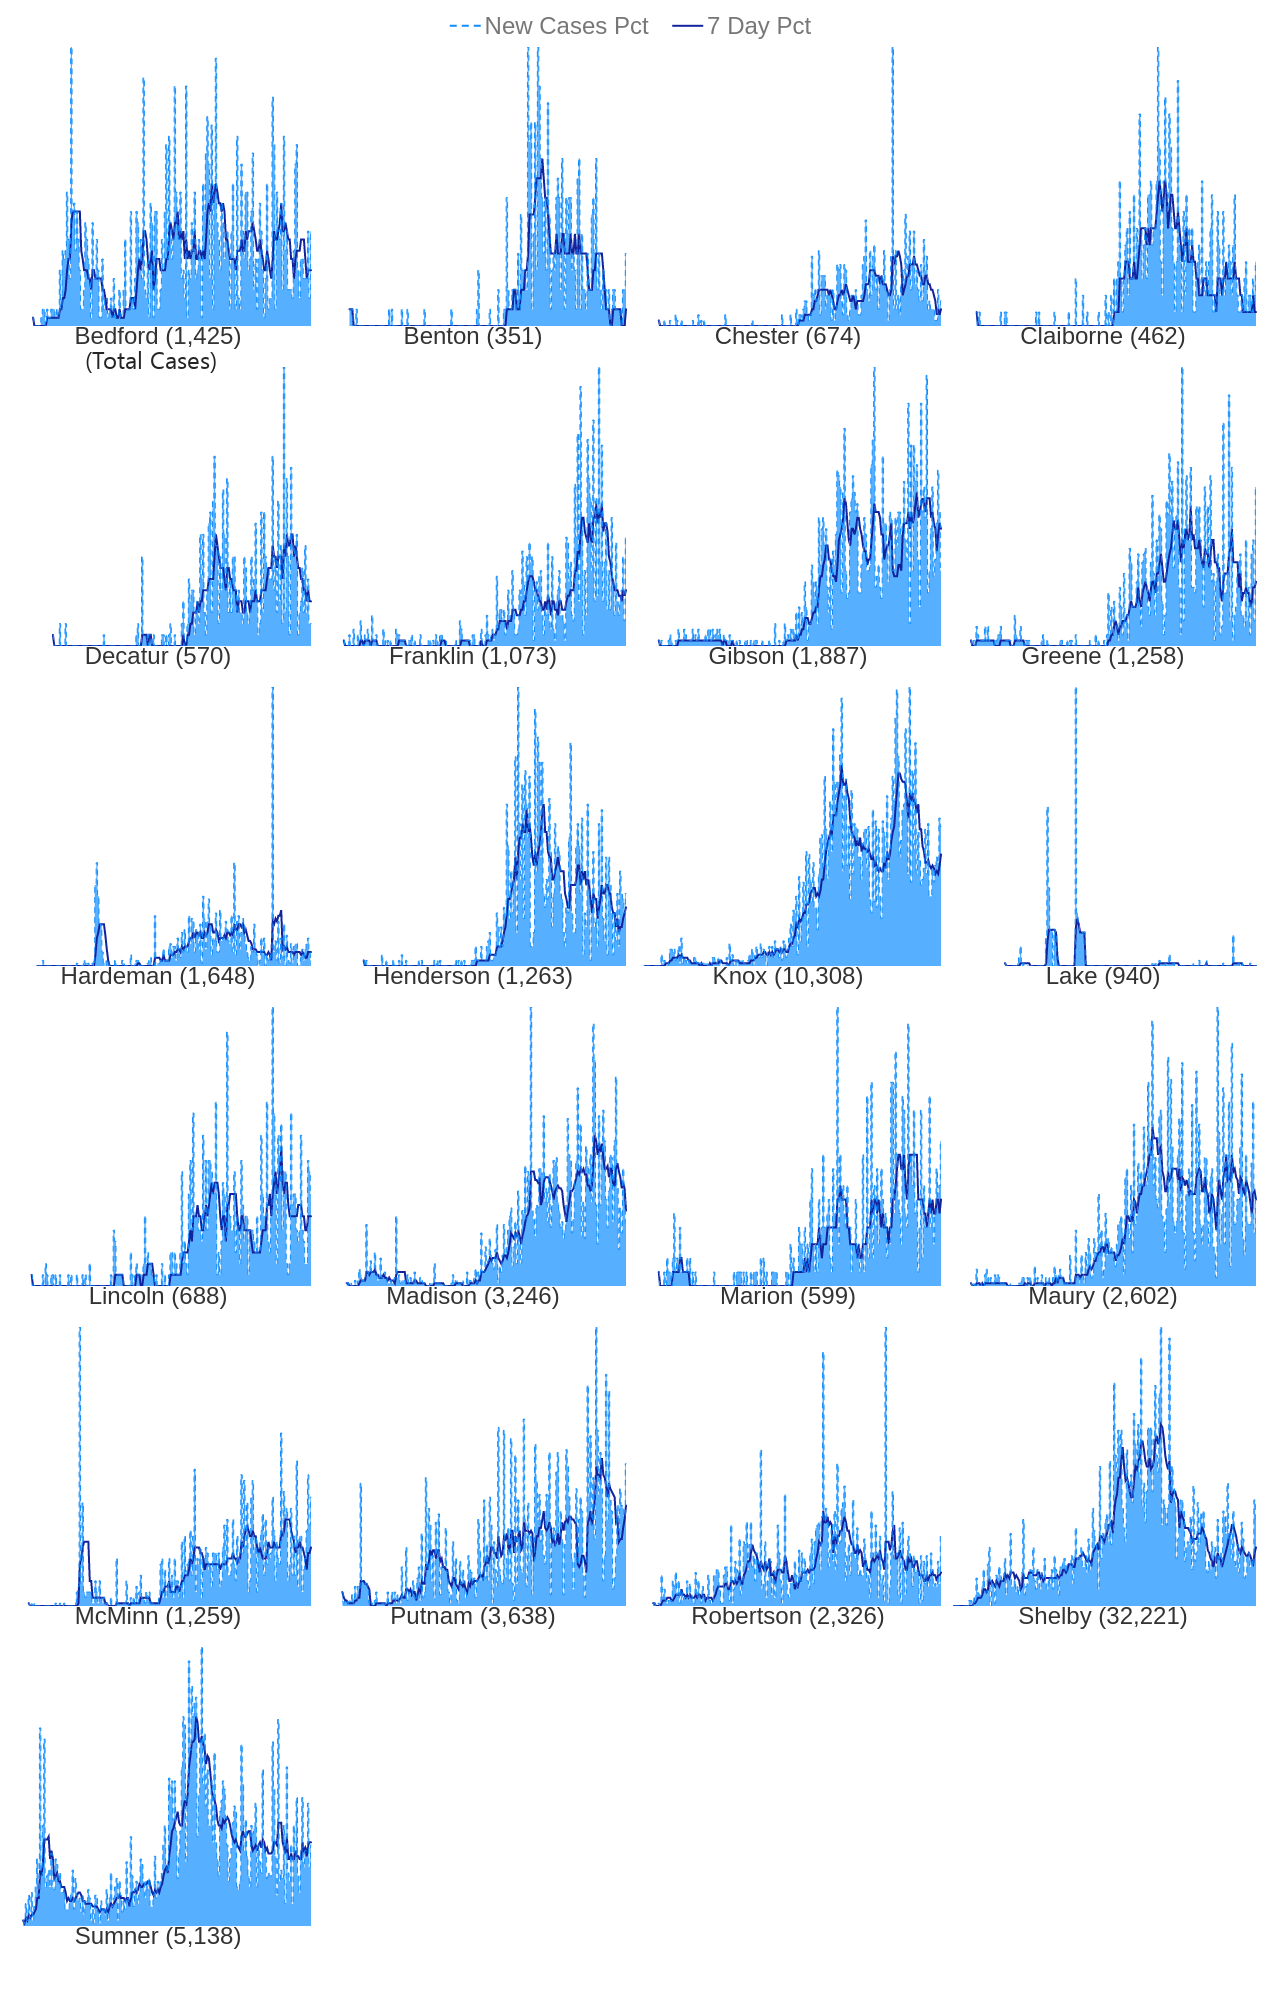 New Cases Pct 7 Day Pct
Bedford (1,425) Benton (351) Chester (674) Claiborne (462)
(Total Cases)
Decatur (570) Franklin (1,073) Gibson (1,887) Greene (1,258)
Hardeman (1,648) Henderson (1,263) Knox (10,308) Lake (940)
Lincoln (688) Madison (3,246) Marion (599) Maury (2,602)
McMinn (1,259) Putnam (3,638) Robertson (2,326) Shelby (32,221)
Sumner (5,138)